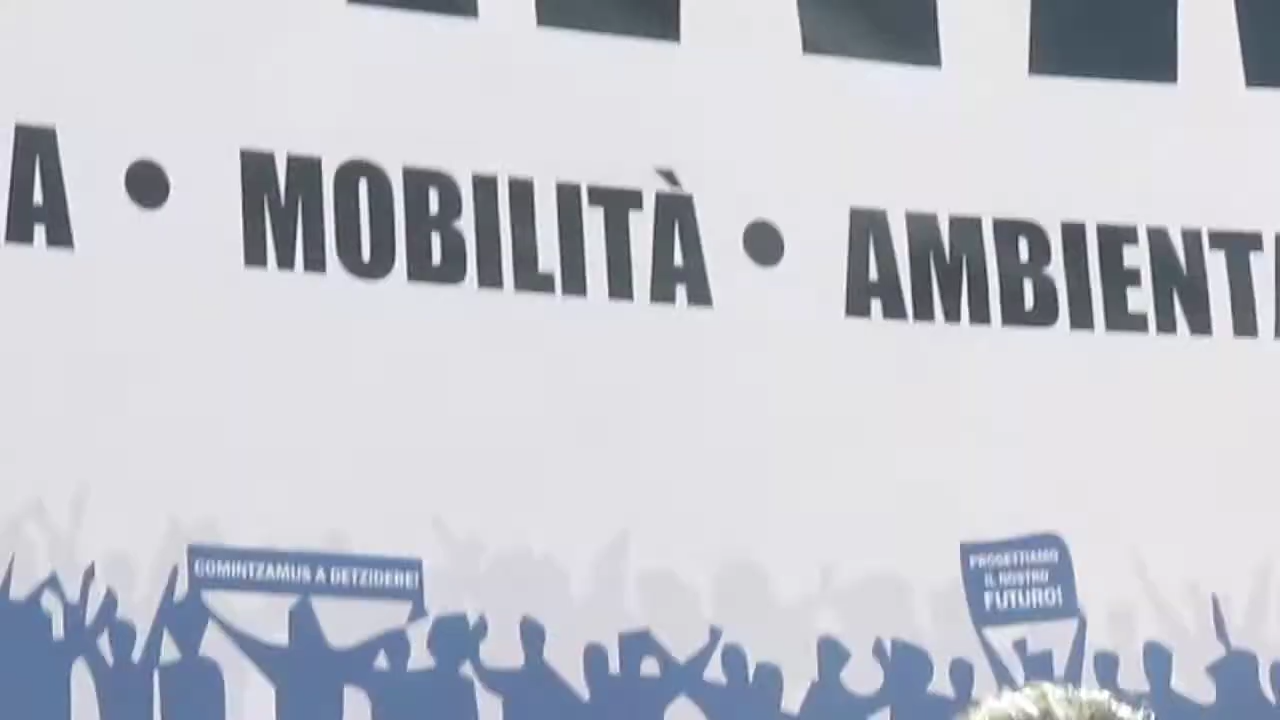 A • MOBILITÀ • AMBIENT
COMINTZAMUS A DETZIDERE!
PROGETTIAMO
IL NOSTRO
FUTURO!